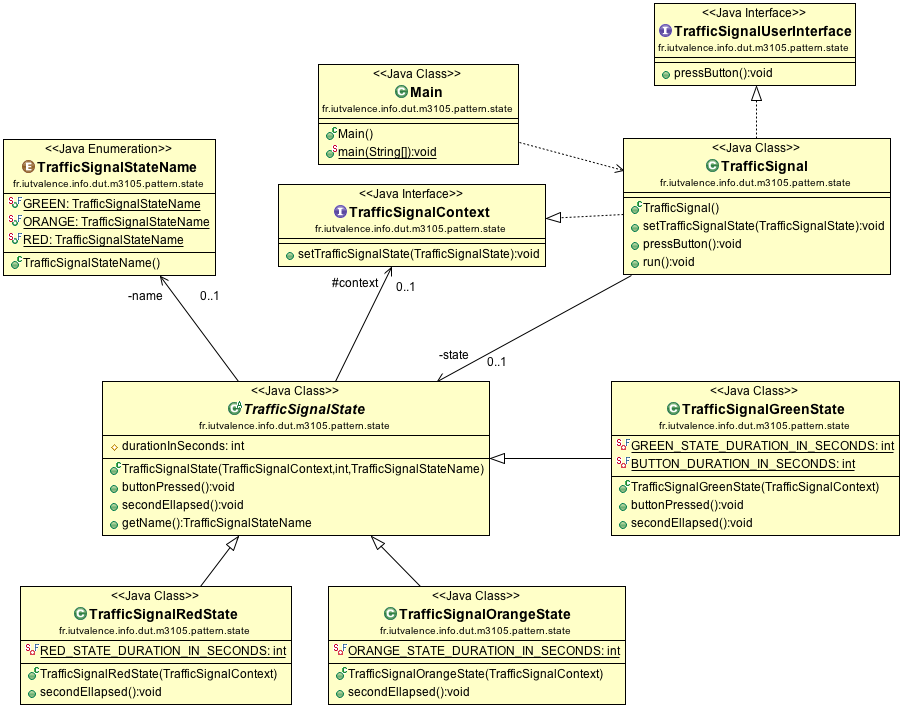 <<Java Interface>>
TrafficSignalUserInterface
fr.iutvalence.info.dut.m3105.pattern.state
pressButton():void
<<Java Class>>
Main
fr.iutvalence.info.dut.m3105.pattern.state
Main()
main(String[]):void
<<Java Enumeration>>
TrafficSignalStateName
fr.iutvalence.info.dut.m3105.pattern.state
GREEN: TrafficSignalStateName
ORANGE: TrafficSignalStateName
RED: TrafficSignalStateName
TrafficSignalStateName()
<<Java Interface>>
TrafficSignalContext
fr.iutvalence.info.dut.m3105.pattern.state
setTrafficSignalState(TrafficSignalState):void
<<Java Class>>
TrafficSignal
fr.iutvalence.info.dut.m3105.pattern.state
TrafficSignal()
setTrafficSignalState(TrafficSignalState):void
pressButton():void
run():void
-name
0..1
#context
0..1
-state
0..1
<<Java Class>>
TrafficSignalState
fr.iutvalence.info.dut.m3105.pattern.state
durationInSeconds: int
TrafficSignalState(TrafficSignalContext,int,TrafficSignalStateName)
buttonPressed():void
secondEllapsed():void
getName():TrafficSignalStateName
<<Java Class>>
TrafficSignalGreenState
fr.iutvalence.info.dut.m3105.pattern.state
GREEN_STATE_DURATION_IN_SECONDS: int
BUTTON_DURATION_IN_SECONDS: int
TrafficSignalGreenState(TrafficSignalContext)
buttonPressed():void
secondEllapsed():void
<<Java Class>>
TrafficSignalRedState
fr.iutvalence.info.dut.m3105.pattern.state
RED_STATE_DURATION_IN_SECONDS: int
TrafficSignalRedState(TrafficSignalContext)
secondEllapsed():void
<<Java Class>>
TrafficSignalOrangeState
fr.iutvalence.info.dut.m3105.pattern.state
ORANGE_STATE_DURATION_IN_SECONDS: int
TrafficSignalOrangeState(TrafficSignalContext)
secondEllapsed():void